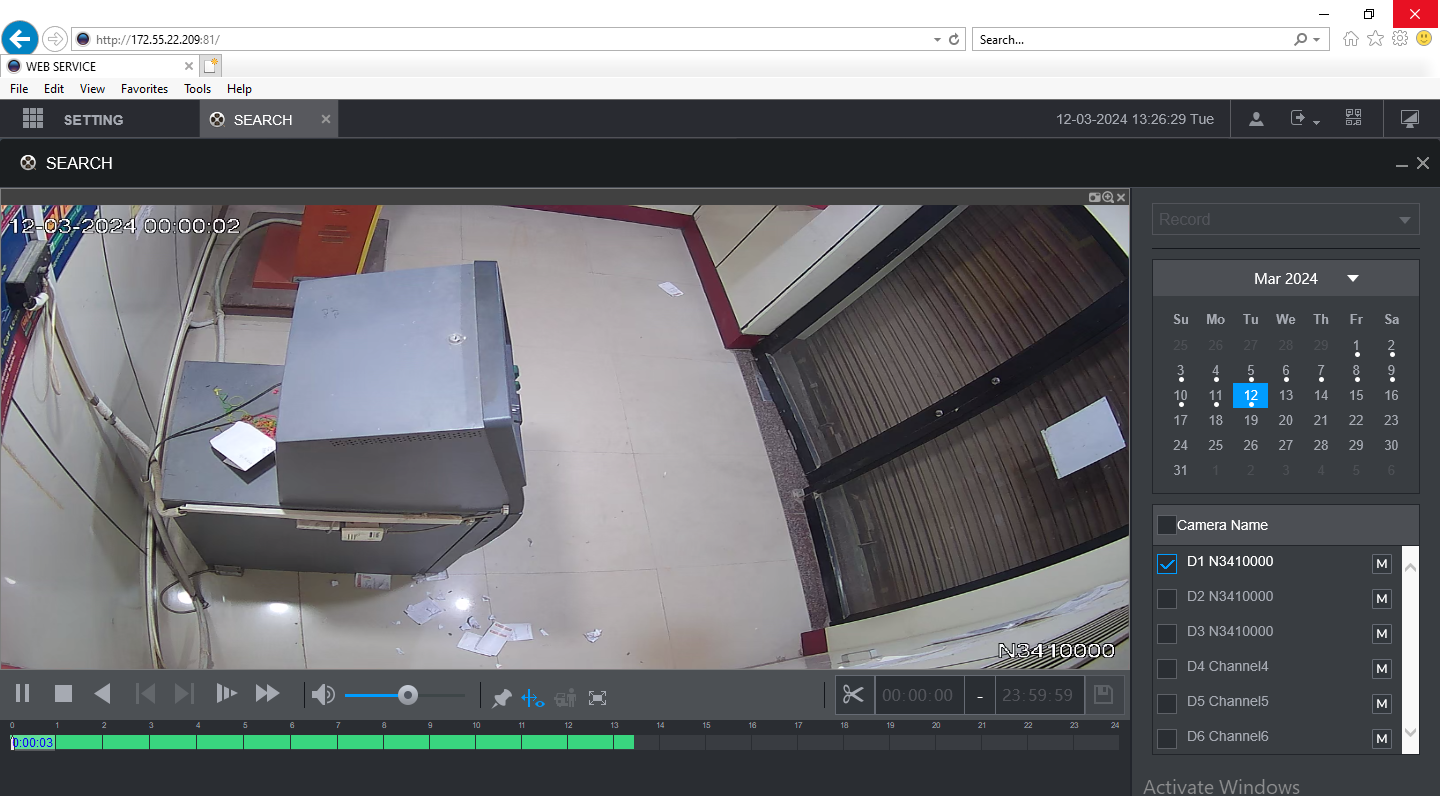 http://172.55.22.209:81/
Search...
WEB SERVICE
File Edit View Favorites Tools Help
SETTING
SEARCH
12-03-2024 13:26:29 Tue
SEARCH
12-03-2024 00:00:02
N3410000
Record
Mar 2024
Su Mo Tu We Th Fr Sa
25 26 27 28 29 1 2
3 4 5 6 7 8 9
10 11 12 13 14 15 16
17 18 19 20 21 22 23
24 25 26 27 28 29 30
31 1 2 3 4 5 6
Camera Name
D1 N3410000 M
D2 N3410000 M
D3 N3410000 M
D4 Channel4 M
D5 Channel5 M
D6 Channel6 M
00:00:00 - 23:59:59
0 1 2 3 4 5 6 7 8 9 10 11 12 13 14 15 16 17 18 19 20 21 22 23 24
0:00:03
Activate Windows